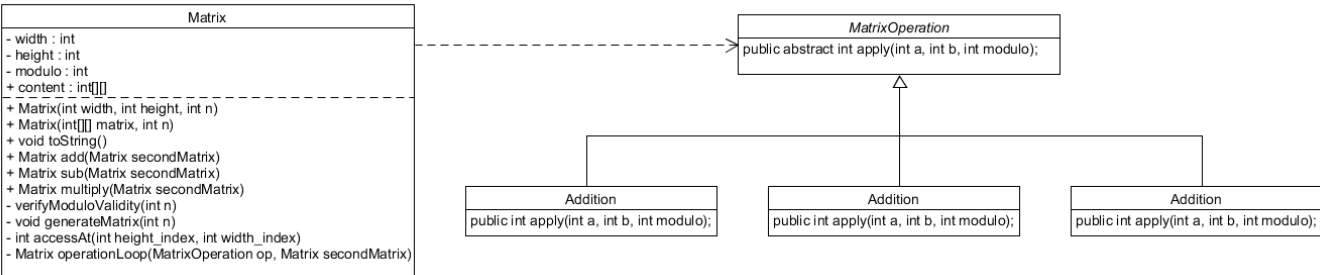 Matrix
- width : int
- height : int
- modulo : int
+ content : int[][]
+ Matrix(int width, int height, int n)
+ Matrix(int[][] matrix, int n)
+ void toString()
+ Matrix add(Matrix secondMatrix)
+ Matrix sub(Matrix secondMatrix)
+ Matrix multiply(Matrix secondMatrix)
- verifyModuloValidity(int n)
- void generateMatrix(int n)
- int accessAt(int height_index, int width_index)
- Matrix operationLoop(MatrixOperation op, Matrix secondMatrix)
MatrixOperation
public abstract int apply(int a, int b, int modulo);
Addition
public int apply(int a, int b, int modulo);
Addition
public int apply(int a, int b, int modulo);
Addition
public int apply(int a, int b, int modulo);